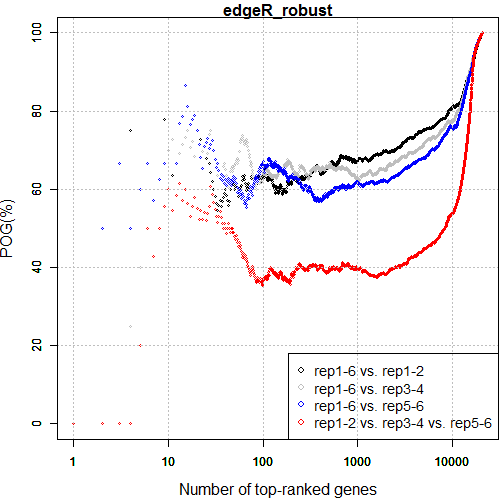 edgeR_robust
POG(%)
100
80
60
40
20
0
rep1-6 vs. rep1-2
rep1-6 vs. rep3-4
rep1-6 vs. rep5-6
rep1-2 vs. rep3-4 vs. rep5-6
1 10 100 1000 10000
Number of top-ranked genes